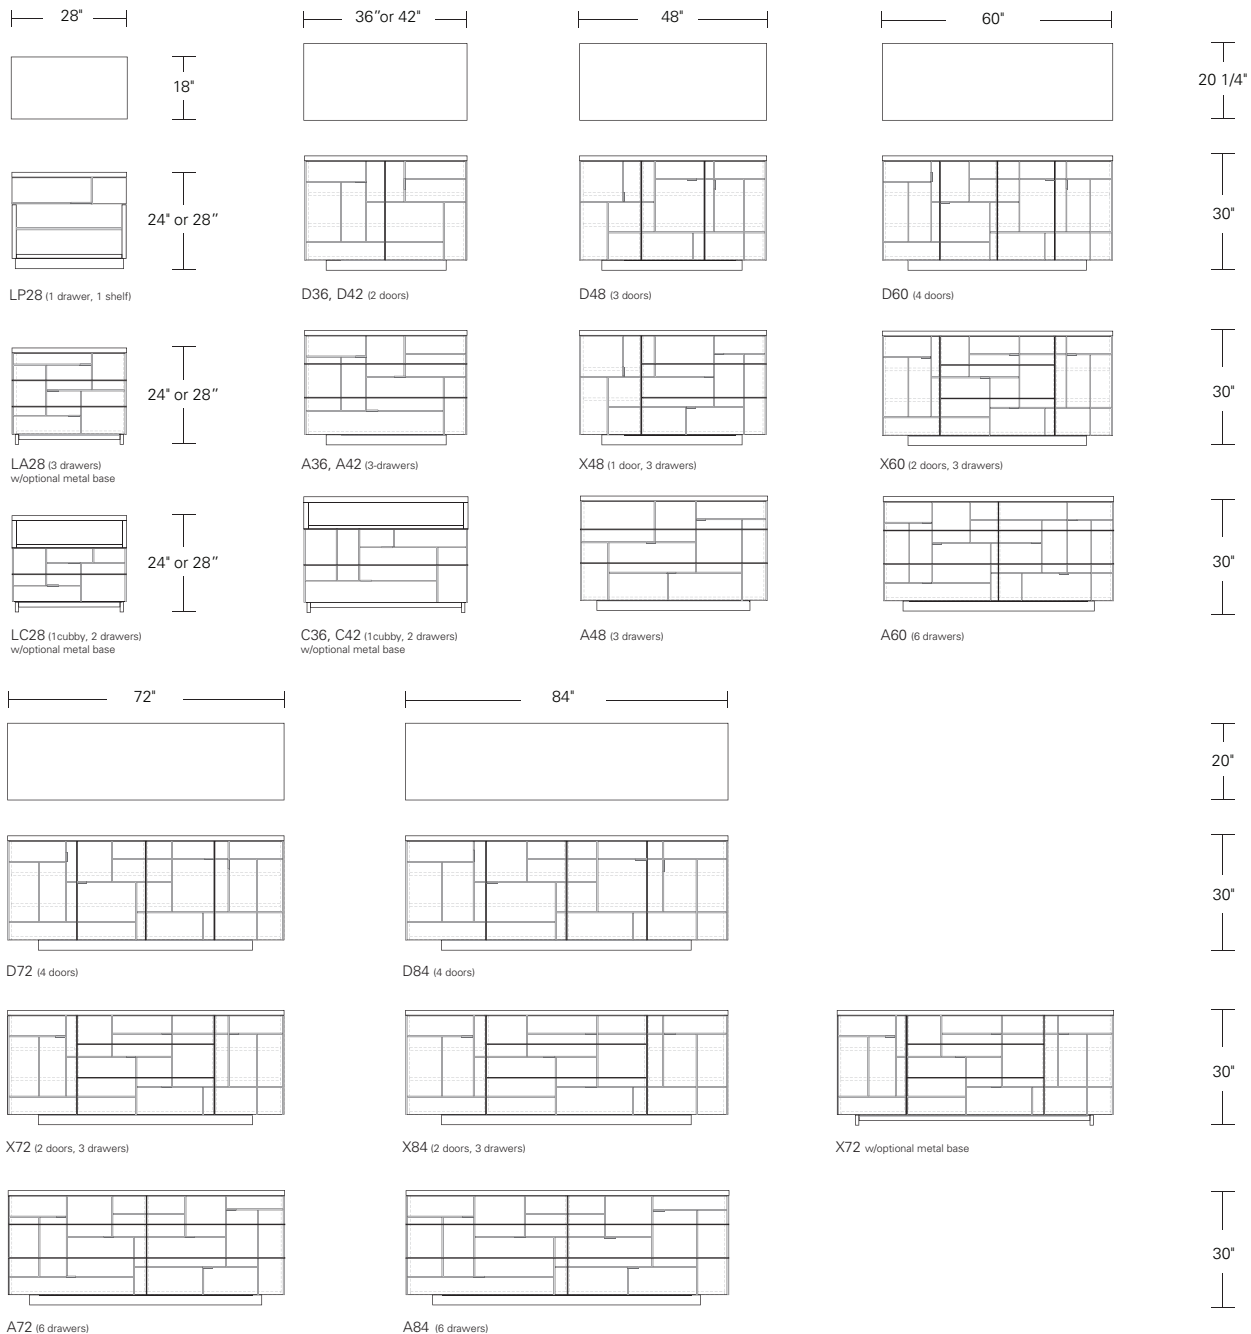 28"
36”or 42"
48"
60"
18"
20 1/4"
24" or 28”
30"
LP28 (1 drawer, 1 shelf)
D36, D42 (2 doors)
D48 (3 doors)
D60 (4 doors)
24" or 28”
30"
LA28 (3 drawers)
w/optional metal base
A36, A42 (3-drawers)
X48 (1 door, 3 drawers)
X60 (2 doors, 3 drawers)
24" or 28”
30"
LC28 (1cubby, 2 drawers)
w/optional metal base
C36, C42 (1cubby, 2 drawers)
w/optional metal base
A48 (3 drawers)
A60 (6 drawers)
72"
84"
20"
30"
D72 (4 doors)
D84 (4 doors)
30"
X72 (2 doors, 3 drawers)
X84 (2 doors, 3 drawers)
X72 w/optional metal base
30"
A72 (6 drawers)
A84 (6 drawers)